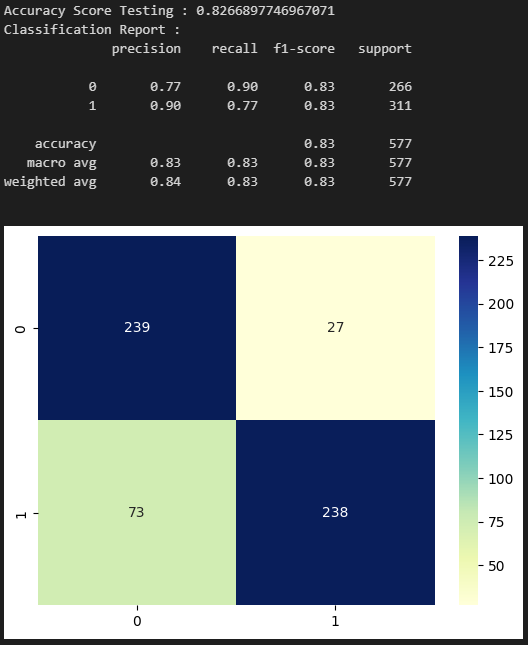 Accuracy Score Testing : 0.8266897746967071
Classification Report :
precision recall f1-score support
0 0.77 0.90 0.83 266
1 0.90 0.77 0.83 311
accuracy 0.83 577
macro avg 0.83 0.83 0.83 577
weighted avg 0.84 0.83 0.83 577
225
200
0 239 27
175
150
125
100
1 73 238
75
50
0 1